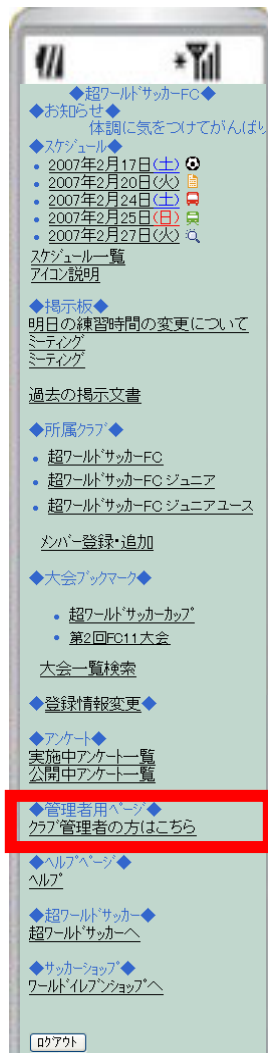 ◆超ワールドｻｯｶｰFC◆
◆お知らせ◆
体調に気をつけてがんばり
◆ｽｹｼﾞｭｰﾙ◆
• 2007年2月17日(土)
• 2007年2月20日(火)
• 2007年2月24日(土)
• 2007年2月25日(日)
• 2007年2月27日(火)
ｽｹｼﾞｭｰﾙ一覧
ｱｲｺﾝ説明
◆掲示板◆
明日の練習時間の変更について
ﾐｰﾃｨﾝｸﾞ
ﾐｰﾃｨﾝｸﾞ
過去の掲示文書
◆所属ｸﾗﾌﾞ◆
• 超ﾜｰﾙﾄﾞｻｯｶｰFC
• 超ﾜｰﾙﾄﾞｻｯｶｰFCジュニア
• 超ﾜｰﾙﾄﾞｻｯｶｰFCジュニアユース
ﾒﾝﾊﾞｰ登録･追加
◆大会ﾌﾞｯｸﾏｰｸ◆
• 超ﾜｰﾙﾄﾞｻｯｶｰｶｯﾌﾟ
• 第2回FC11大会
大会一覧検索
◆登録情報変更◆
◆ｱﾝｹｰﾄ◆
実施中ｱﾝｹｰﾄ一覧
公開中ｱﾝｹｰﾄ一覧
◆管理者用ﾍﾟｰｼﾞ◆
ｸﾗﾌﾞ管理者の方はこちら
◆ﾍﾙﾌﾟﾍﾟｰｼﾞ◆
ﾍﾙﾌﾟ
◆超ﾜｰﾙﾄﾞｻｯｶｰ◆
超ﾜｰﾙﾄﾞｻｯｶｰへ
◆ｻｯｶｰｼｮｯﾌﾟ◆
ﾜｰﾙﾄﾞｲﾚﾌﾞﾝｼｮｯﾌﾟへ
ﾛｸﾞｱｳﾄ